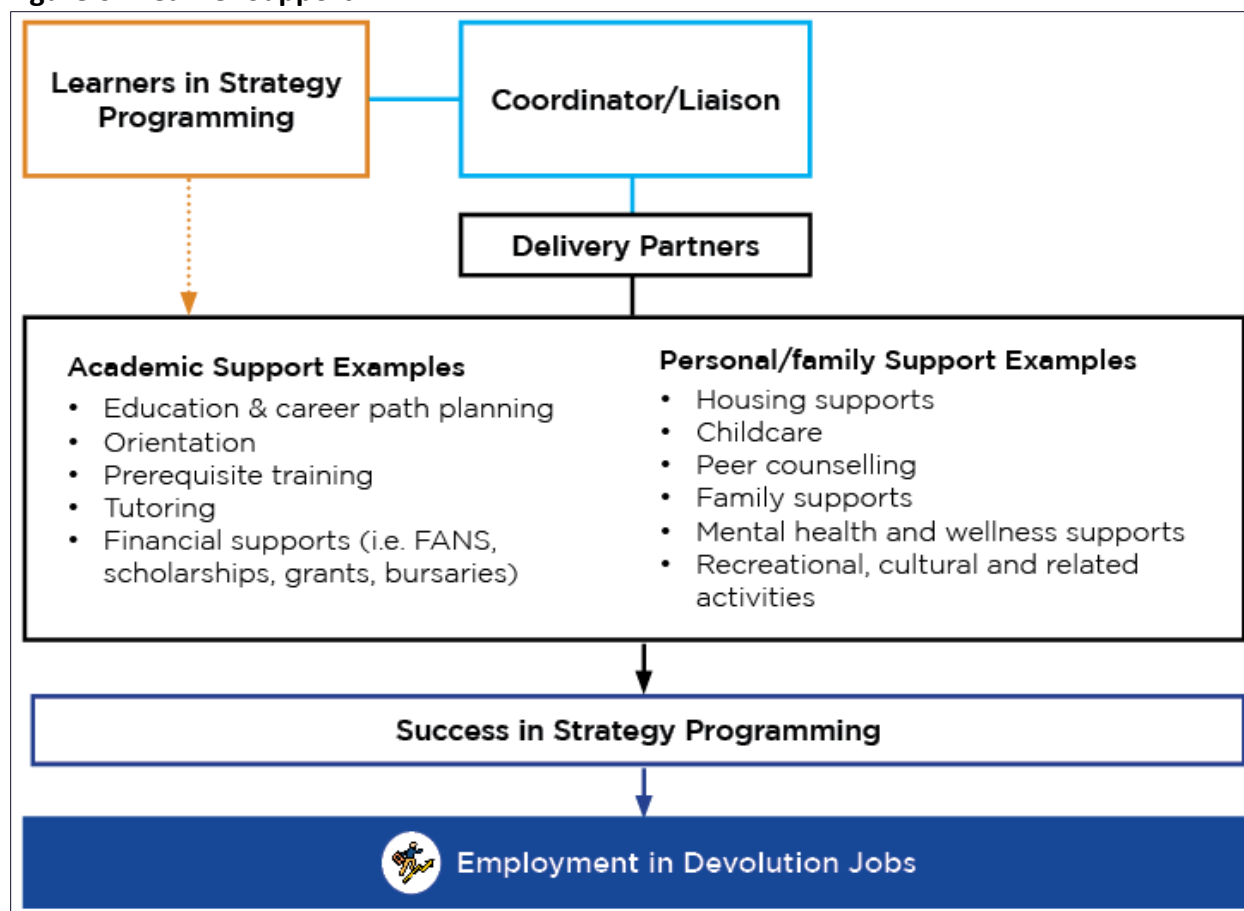 Learners in Strategy
Programming
Coordinator/Liaison
Delivery Partners
Academic Support Examples
• Education & career path planning
• Orientation
• Prerequisite training
• Tutoring
• Financial supports (i.e. FANS,
scholarships, grants, bursaries)
Personal/family Support Examples
• Housing supports
• Childcare
• Peer counselling
• Family supports
• Mental health and wellness supports
• Recreational, cultural and related
activities
Success in Strategy Programming
Employment in Devolution Jobs